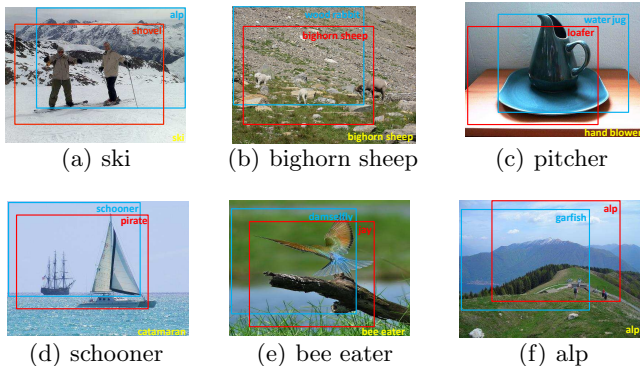 alp
shovel
ski
(a) ski
bighorn sheep
bighorn sheep
(b) bighorn sheep
water jug
loafer
hand blower
(c) pitcher
schooner
pirate
catamaran
(d) schooner
jay
bee eater
(e) bee eater
alp
garfish
alp
(f) alp